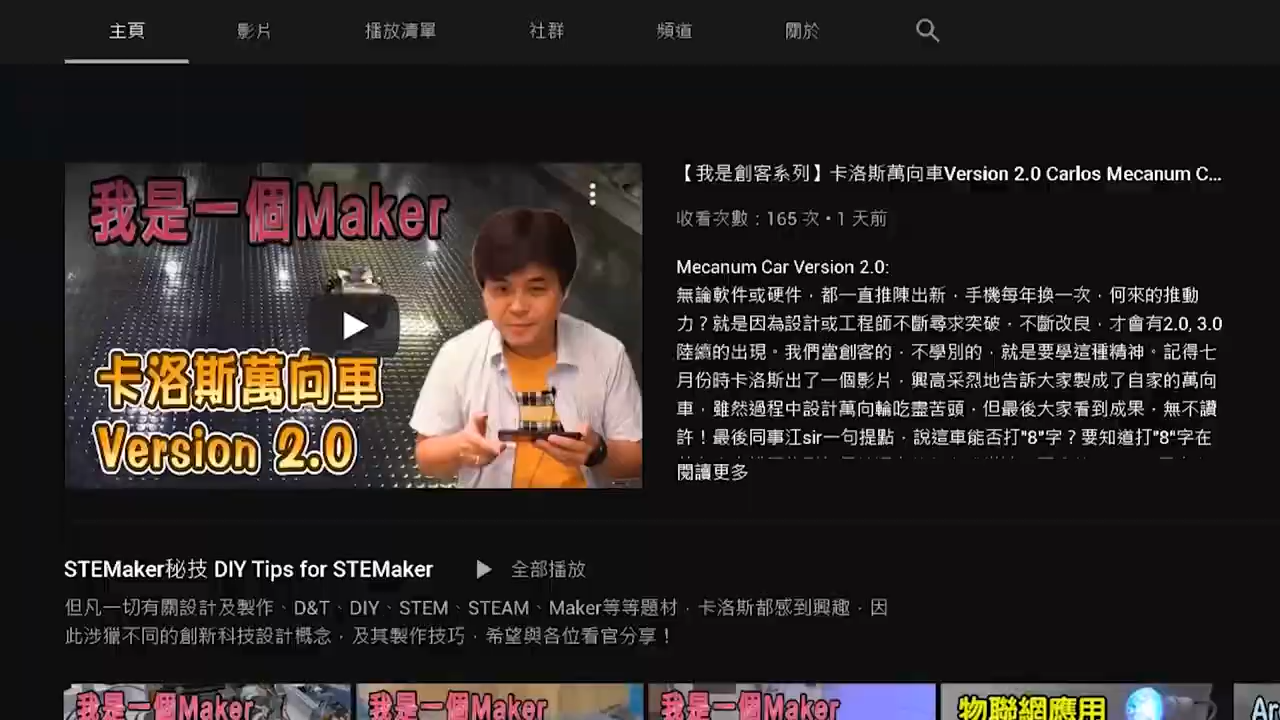 主頁
影片
播放清單
社群
頻道
關於
我是一個Maker
卡洛斯萬向車
Version 2.0
【我是創客系列】卡洛斯萬向車Version 2.0 Carlos Mecanum C...
收看次數：165 次 • 1 天前
Mecanum Car Version 2.0:
無論軟件或硬件，都一直推陳出新，手機每年換一次，何來的推動
力？就是因為設計或工程師不斷尋求突破，不斷改良，才會有2.0, 3.0
陸續的出現。我們當創客的，不學別的，就是要學這種精神。記得七
月份時卡洛斯出了一個影片，興高采烈地告訴大家製成了自家的萬向
車，雖然過程中設計萬向輪吃盡苦頭，但最後大家看到成果，無不讚
許！最後同事江sir一句提點，說這車能否打"8"字？要知道打"8"字在
閱讀更多
STEMaker秘技 DIY Tips for STEMaker
全部播放
但凡一切有關設計及製作、D&T、DIY、STEM、STEAM、Maker等等題材，卡洛斯都感到興趣，因
此涉獵不同的創新科技設計概念，及其製作技巧，希望與各位看官分享！
我是一個Maker
我是一個Maker
我是一個Maker
物聯網應用
Ar